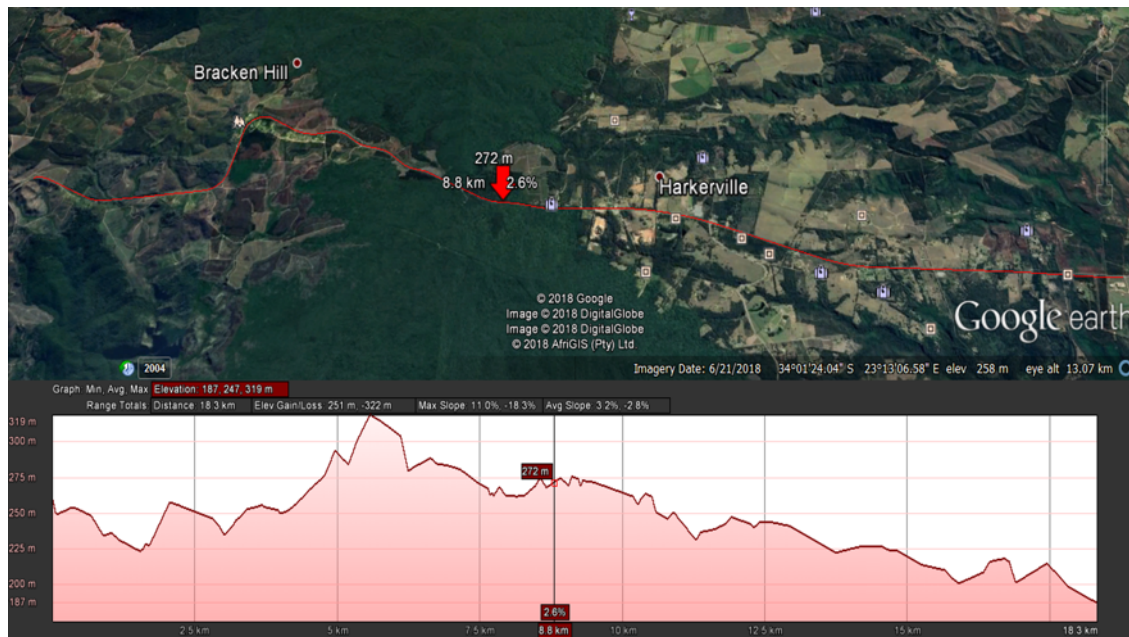 Bracken Hill
272 m
8.8 km 2.6%
Harkerville
© 2018 Google
Image © 2018 DigitalGlobe
Image © 2018 DigitalGlobe
© 2018 AfriGIS (Pty) Ltd.
Google earth
2004
Imagery Date: 6/21/2018 34°01'24.04" S 23°13'06.58" E elev 258 m eye alt 13.07 km
Graph: Min, Avg, Max Elevation: 187, 247, 319 m
Range Totals: Distance: 18.3 km Elev Gain/Loss: 251 m, -322 m Max Slope: 11.0%, -18.3% Avg Slope: 3.2%, -2.8%
319 m
300 m
275 m
272 m
250 m
225 m
200 m
187 m
2.6%
2.5 km 5 km 7.5 km 8.8 km 10 km 12.5 km 15 km 18.3 km